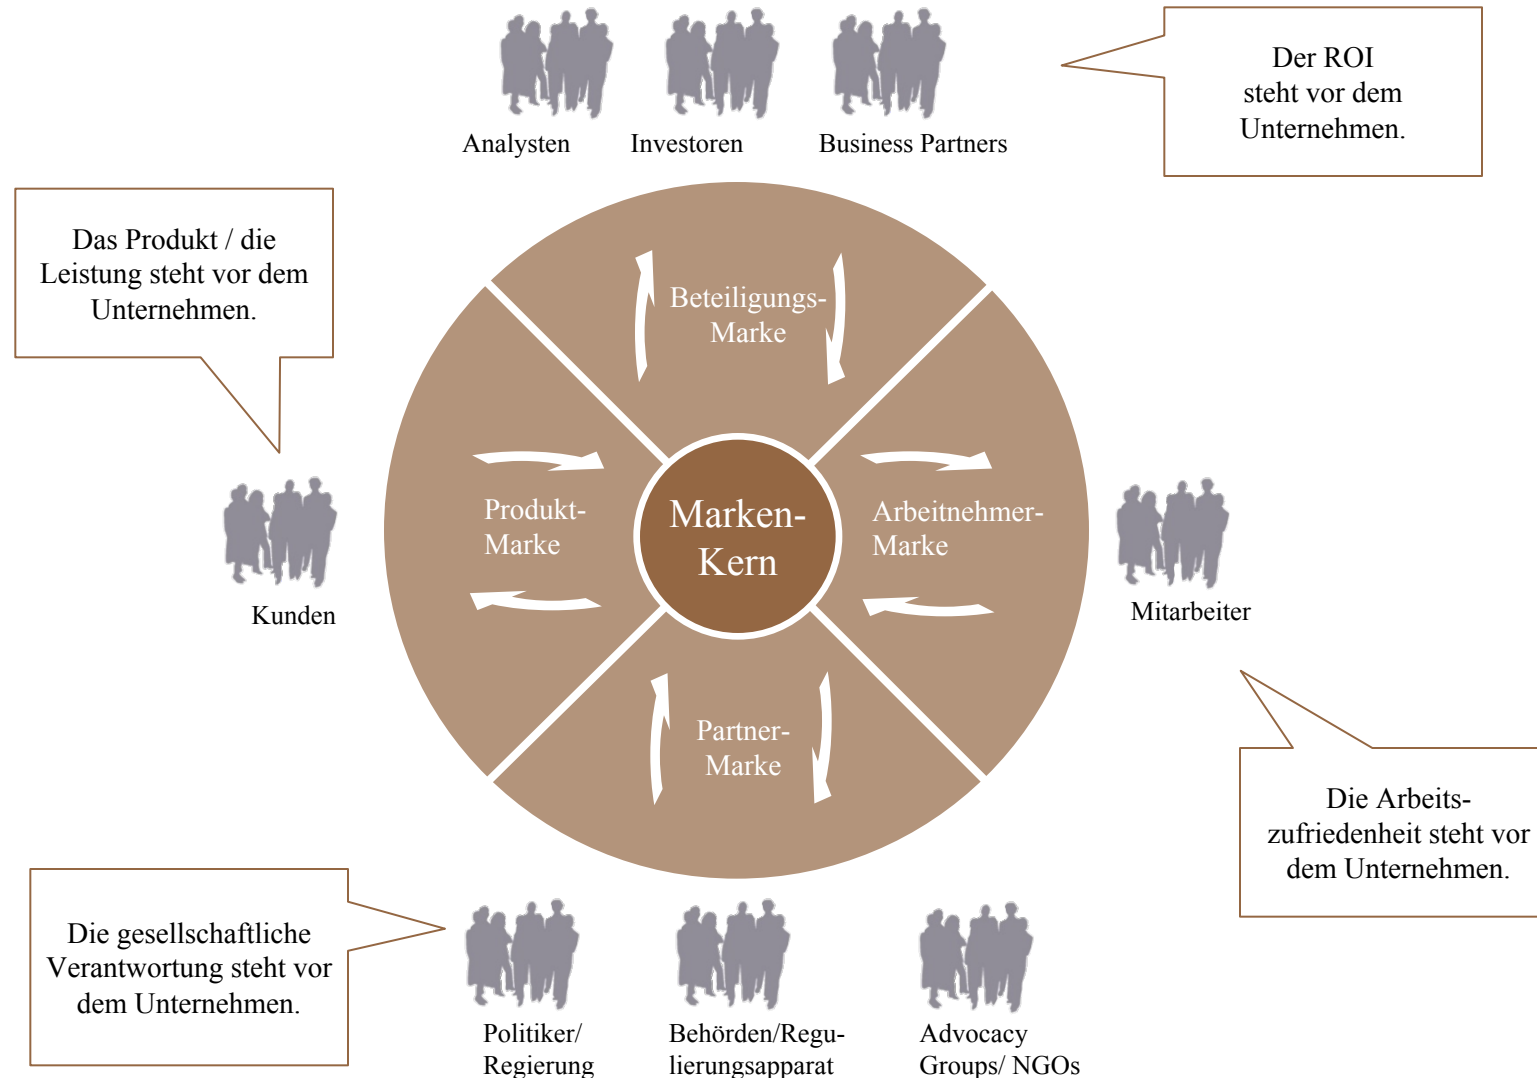 Der ROI
steht vor dem
Unternehmen.
Analysten
Investoren
Business Partners
Das Produkt / die
Leistung steht vor dem
Unternehmen.
Beteiligungs-
Marke
Produkt-
Marke
Marken-
Kern
Arbeitnehmer-
Marke
Kunden
Mitarbeiter
Partner-
Marke
Die Arbeits-
zufriedenheit steht vor
dem Unternehmen.
Die gesellschaftliche
Verantwortung steht vor
dem Unternehmen.
Politiker/
Regierung
Behörden/Regu-
lierungsapparat
Advocacy
Groups/ NGOs